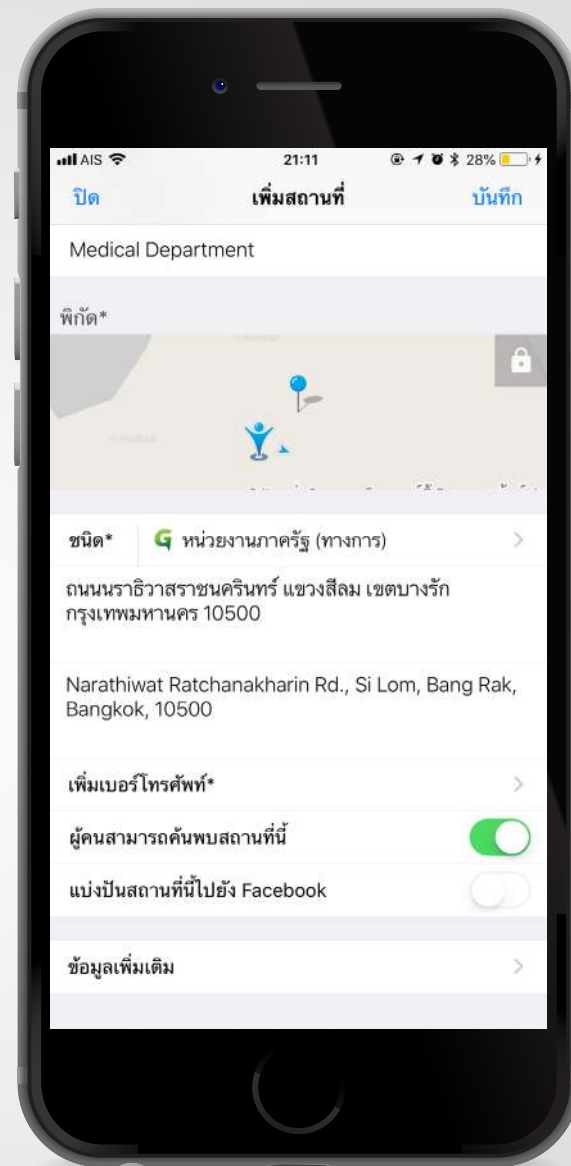 AIS 21:11 28%
ปิด เพิ่มสถานที่ บันทึก
Medical Department
พิกัด*
ชนิด* หน่วยงานภาครัฐ (ทางการ)
ถนนนราธิวาสราชนครินทร์ แขวงสีลม เขตบางรัก
กรุงเทพมหานคร 10500
Narathiwat Ratchanakharin Rd., Si Lom, Bang Rak,
Bangkok, 10500
เพิ่มเบอร์โทรศัพท์*
ผู้คนสามารถค้นพบสถานที่นี้
แบ่งปันสถานที่นี้ไปยัง Facebook
ข้อมูลเพิ่มเติม